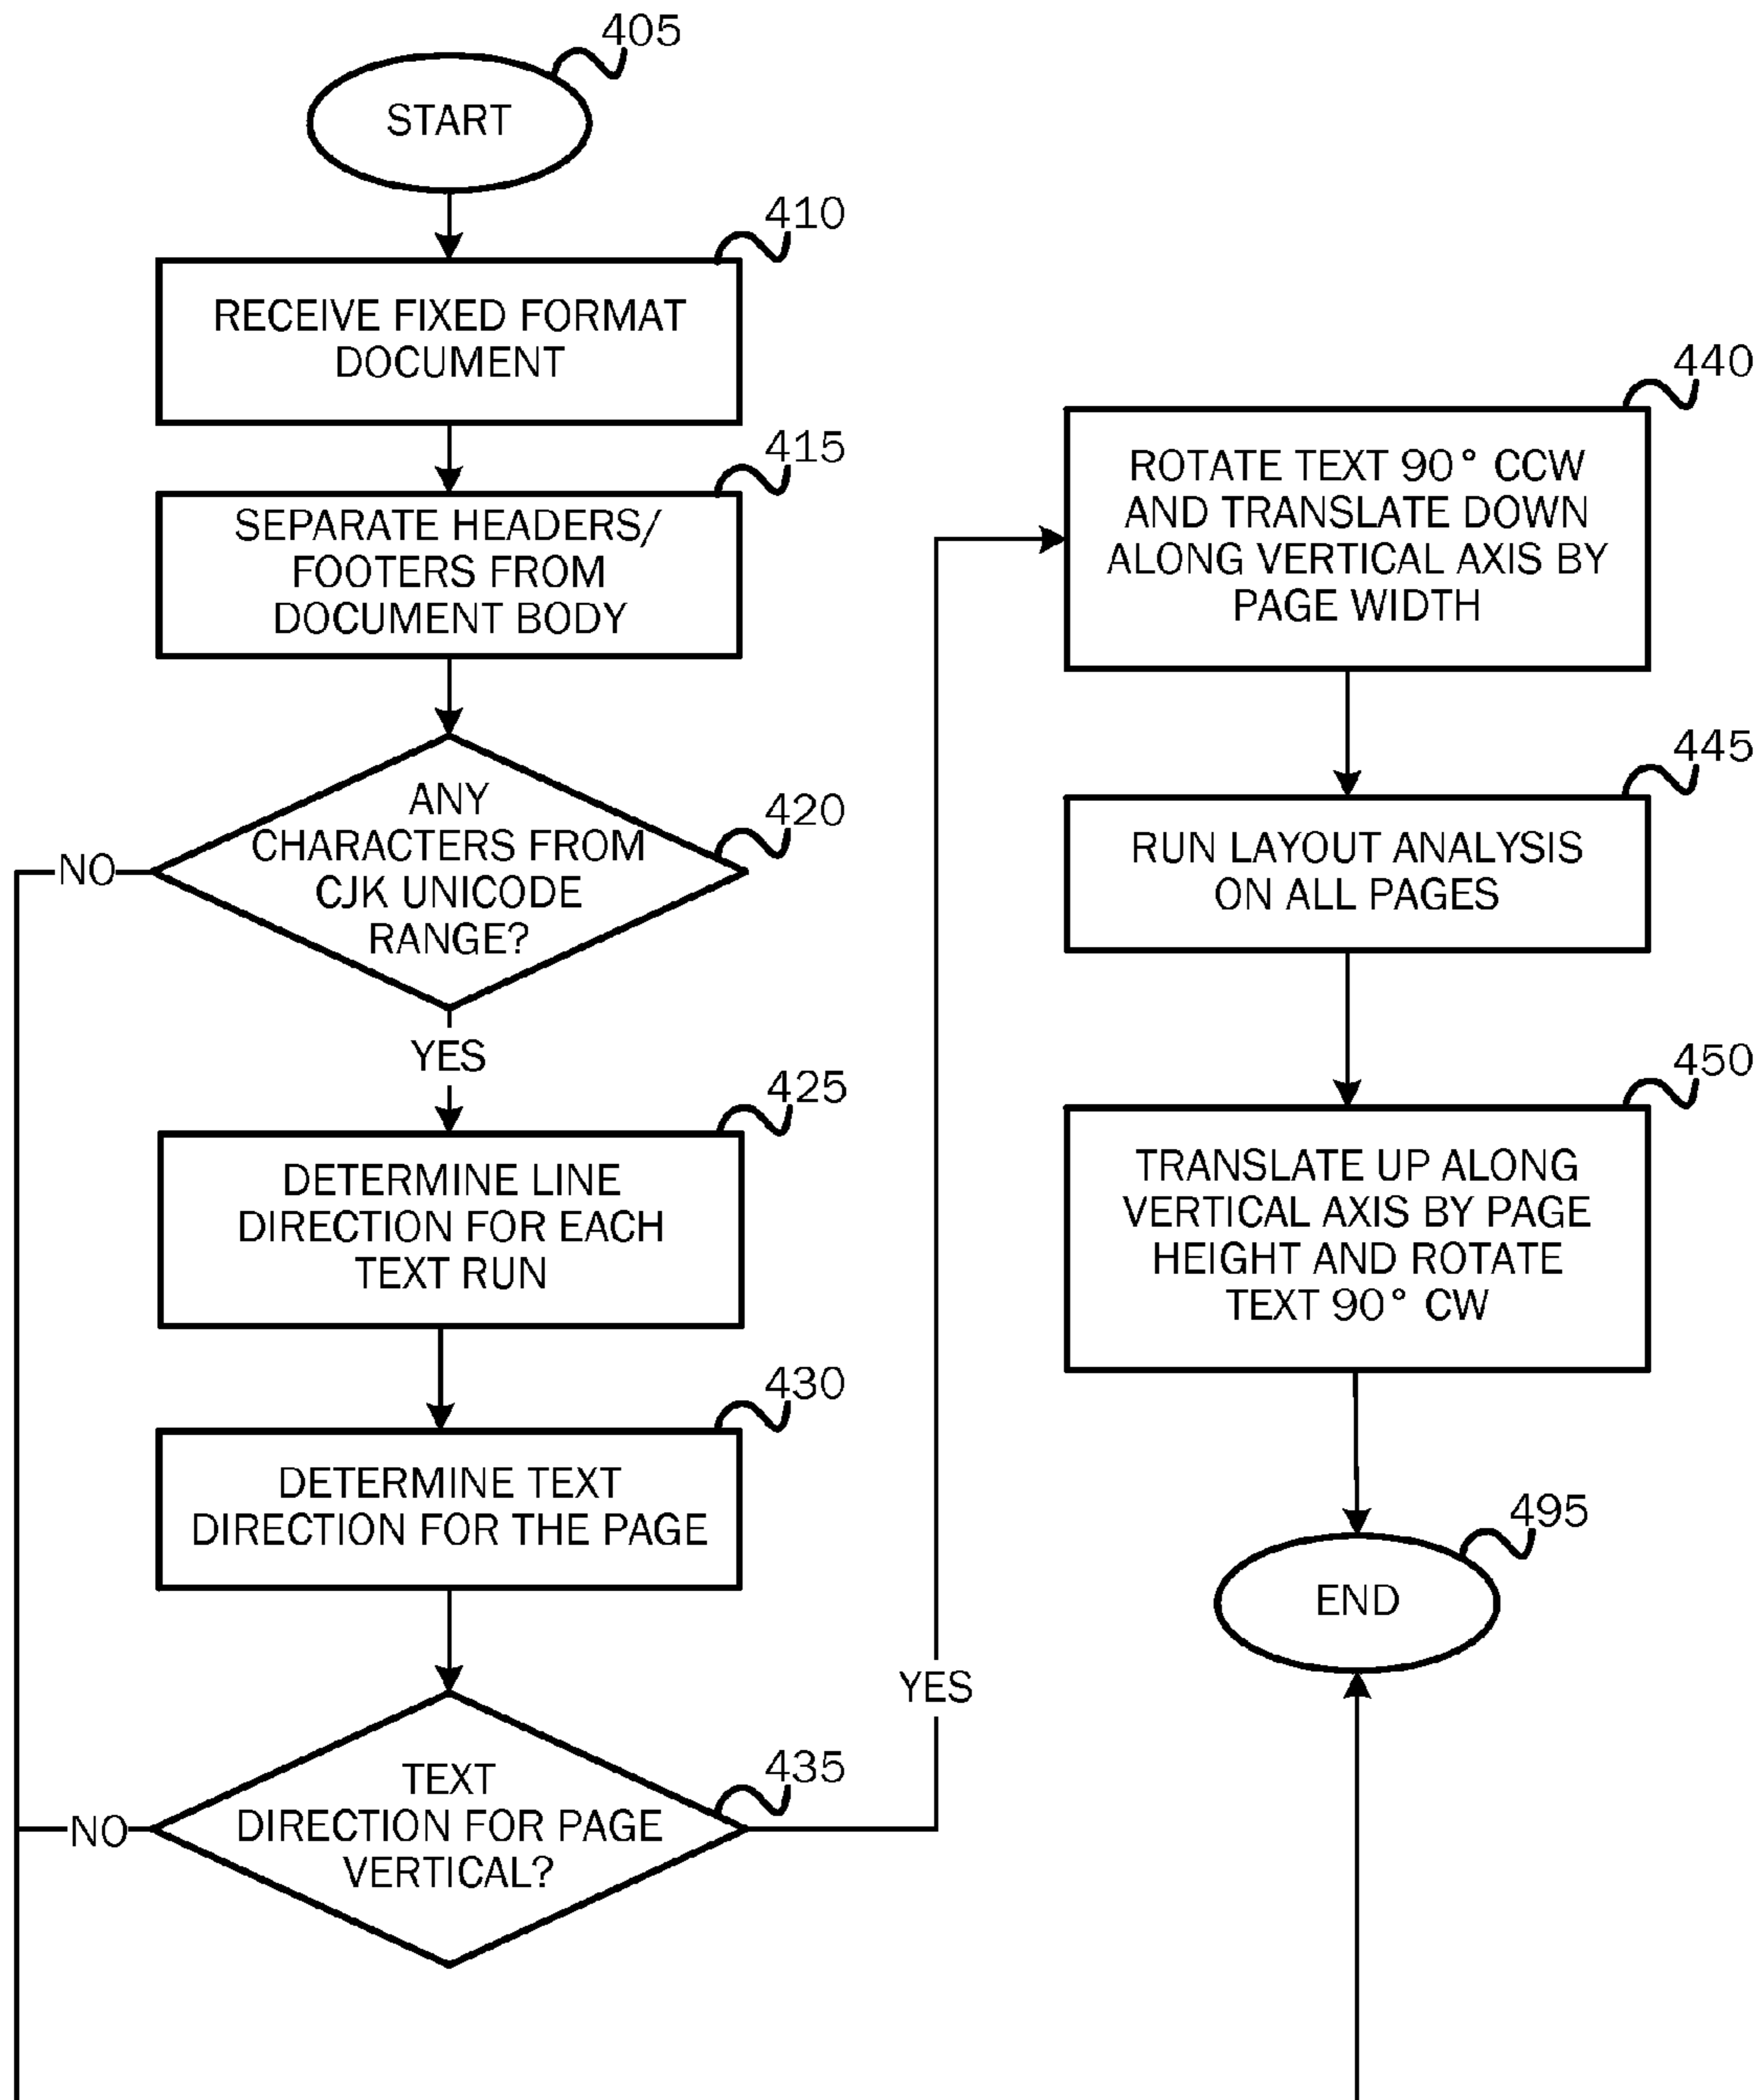 405
START
410
RECEIVE FIXED FORMAT
DOCUMENT
415
SEPARATE HEADERS/
FOOTERS FROM
DOCUMENT BODY
420
ANY
CHARACTERS FROM
CJK UNICODE
RANGE?
NO
YES
425
DETERMINE LINE
DIRECTION FOR EACH
TEXT RUN
430
DETERMINE TEXT
DIRECTION FOR THE PAGE
435
TEXT
DIRECTION FOR PAGE
VERTICAL?
NO
YES
440
ROTATE TEXT 90° CCW
AND TRANSLATE DOWN
ALONG VERTICAL AXIS BY
PAGE WIDTH
445
RUN LAYOUT ANALYSIS
ON ALL PAGES
450
TRANSLATE UP ALONG
VERTICAL AXIS BY PAGE
HEIGHT AND ROTATE
TEXT 90° CW
495
END